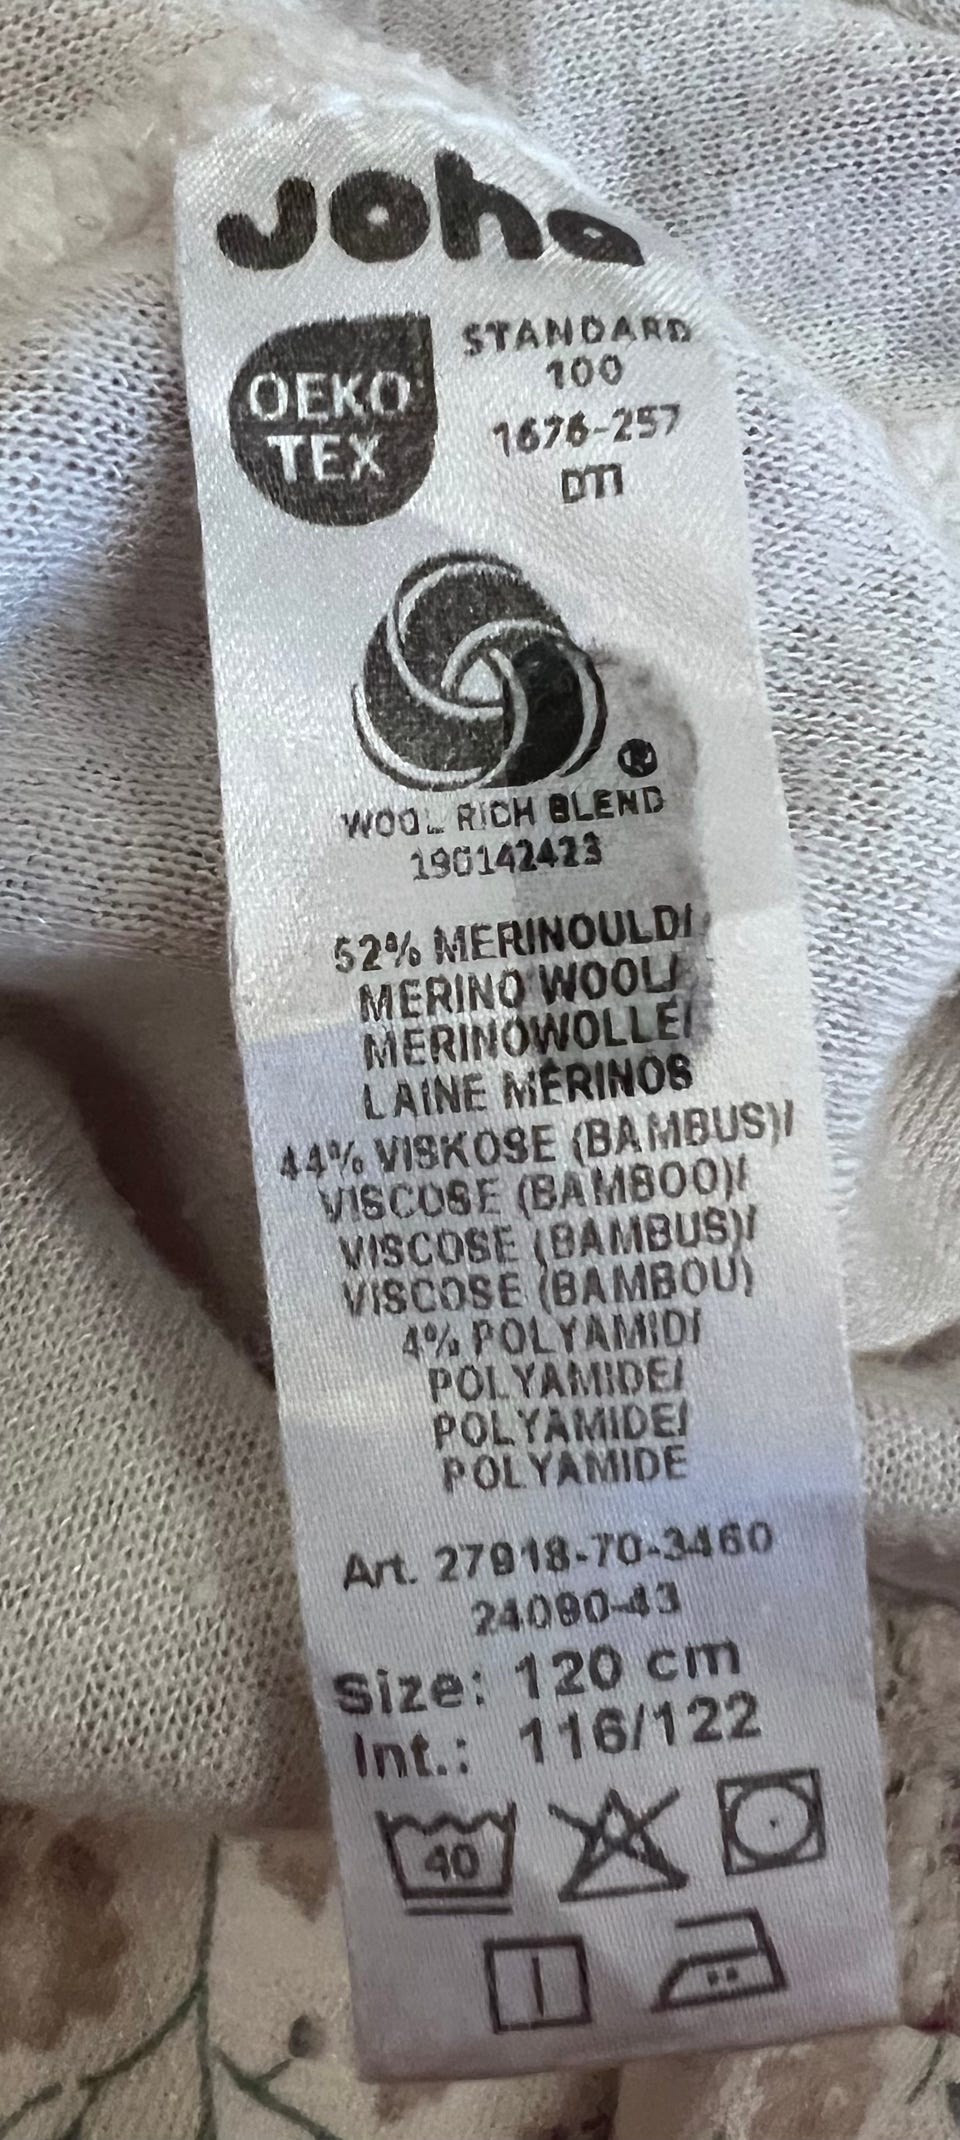 Joha
OEKO
TEX
STANDARD
100
1676-257
DTI
®
WOOL RICH BLEND
190142423
52% MERINOULD/
MERINO WOOL/
MERINOWOLLE/
LAINE MÉRINOS
44% VISKOSE (BAMBUS)/
VISCOSE (BAMBOO)/
VISCOSE (BAMBUS)/
VISCOSE (BAMBOU)
4% POLYAMID/
POLYAMIDE/
POLYAMIDE/
POLYAMIDE
Art. 27918-70-3460
24090-43
Size: 120 cm
Int.: 116/122
40